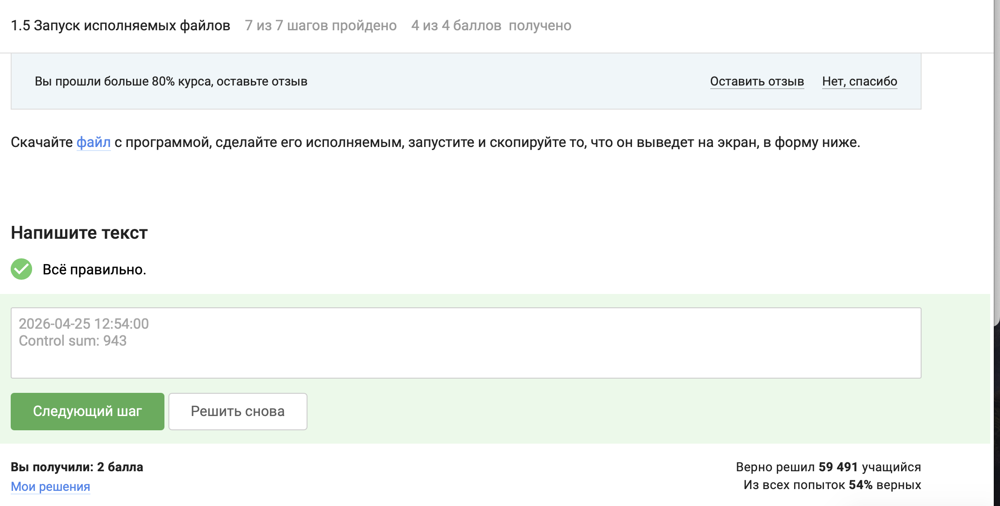 1.5 Запуск исполняемых файлов 7 из 7 шагов пройдено 4 из 4 баллов получено
Вы прошли больше 80% курса, оставьте отзыв Оставить отзыв Нет, спасибо
Скачайте файл с программой, сделайте его исполняемым, запустите и скопируйте то, что он выведет на экран, в форму ниже.
Напишите текст
Всё правильно.
2026-04-25 12:54:00
Control sum: 943
Следующий шаг Решить снова
Вы получили: 2 балла
Мои решения
Верно решил 59 491 учащийся
Из всех попыток 54% верных